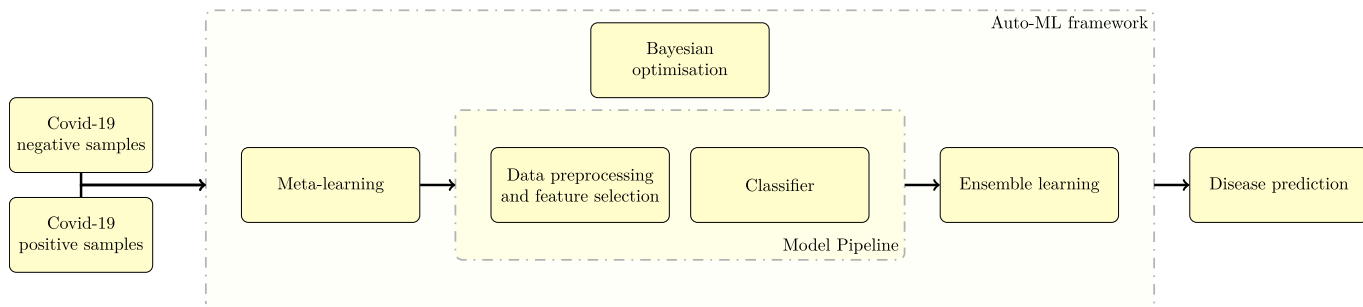 Auto-ML framework
Bayesian
optimisation
Covid-19
negative samples
Covid-19
positive samples
Meta-learning
Data preprocessing
and feature selection
Classifier
Model Pipeline
Ensemble learning
Disease prediction